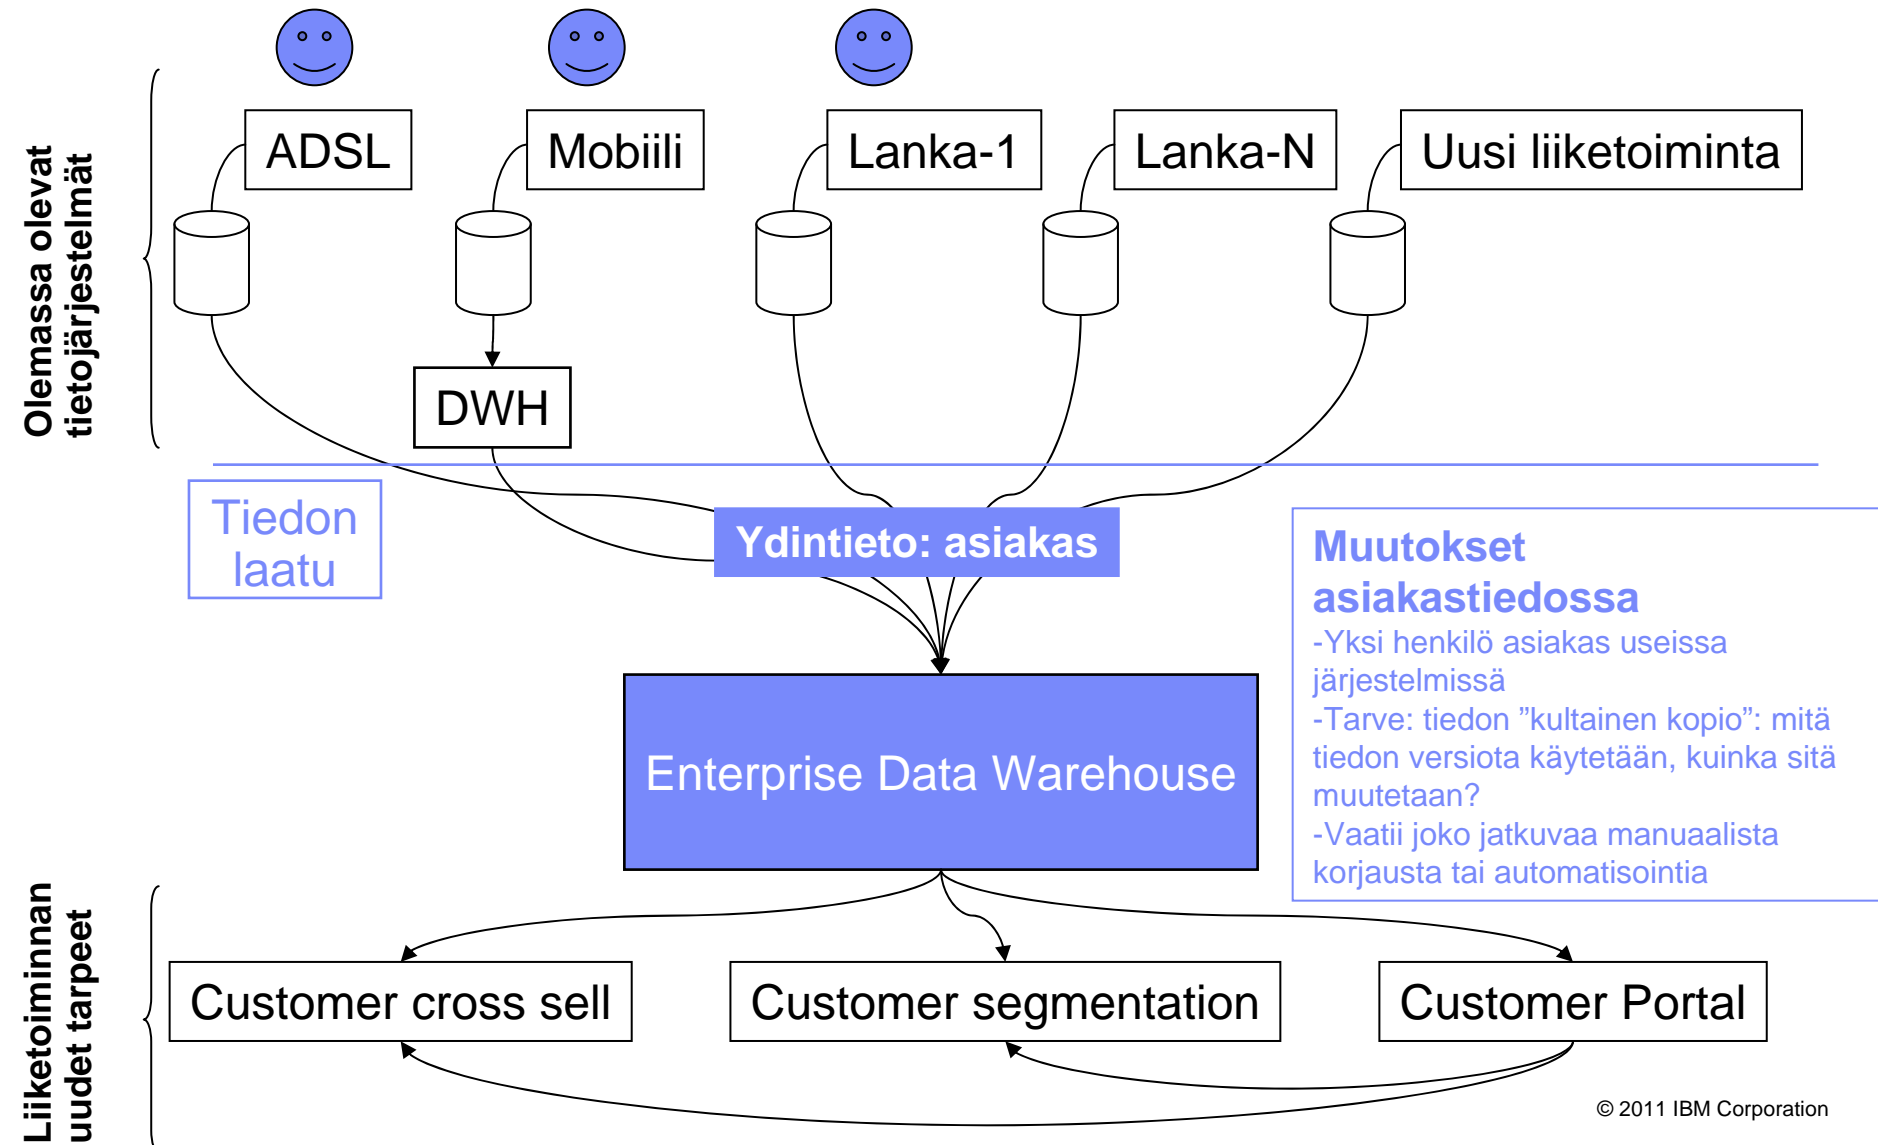 Olemassa olevat
tietojärjestelmät
ADSL
Mobiili
Lanka-1
Lanka-N
Uusi liiketoiminta
DWH
Tiedon
laatu
Ydintieto: asiakas
Muutokset
asiakastiedossa
-Yksi henkilö asiakas useissa
järjestelmissä
-Tarve: tiedon ”kultainen kopio”: mitä
tiedon versiota käytetään, kuinka sitä
muutetaan?
-Vaatii joko jatkuvaa manuaalista
korjausta tai automatisointia
Enterprise Data Warehouse
Liiketoiminnan
uudet tarpeet
Customer cross sell
Customer segmentation
Customer Portal
© 2011 IBM Corporation